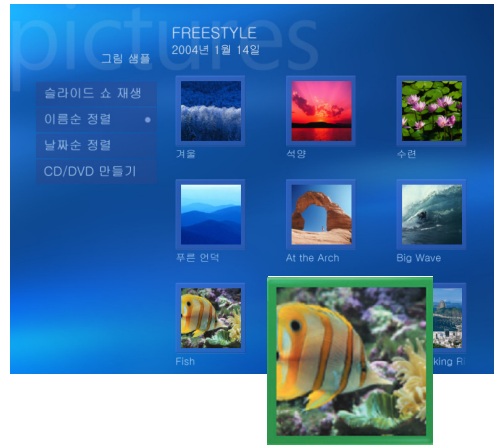 pictures
FREESTYLE
2004년 1월 14일
그림 샘플
슬라이드 쇼 재생
이름순 정렬
날짜순 정렬
CD/DVD 만들기
겨울
석양
수련
푸른 언덕
At the Arch
Big Wave
Fish